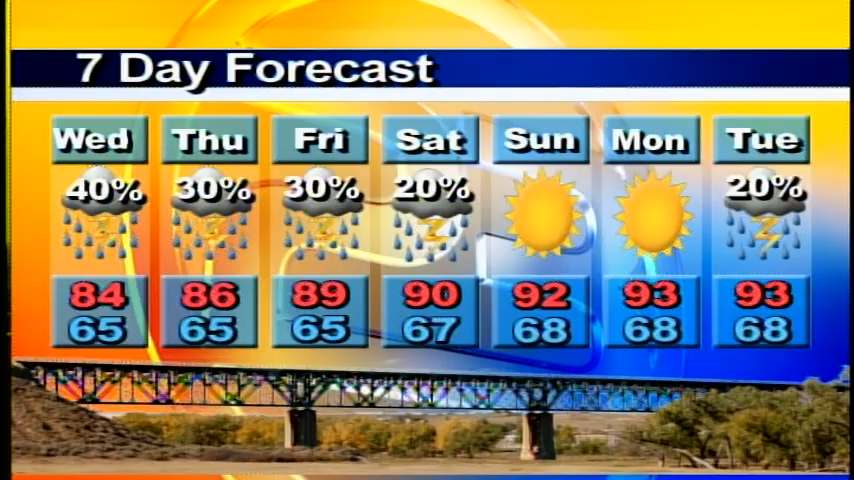 7 Day Forecast
Wed Thu Fri Sat Sun Mon Tue
40% 30% 30% 20% 20%
84 86 89 90 92 93 93
65 65 65 67 68 68 68